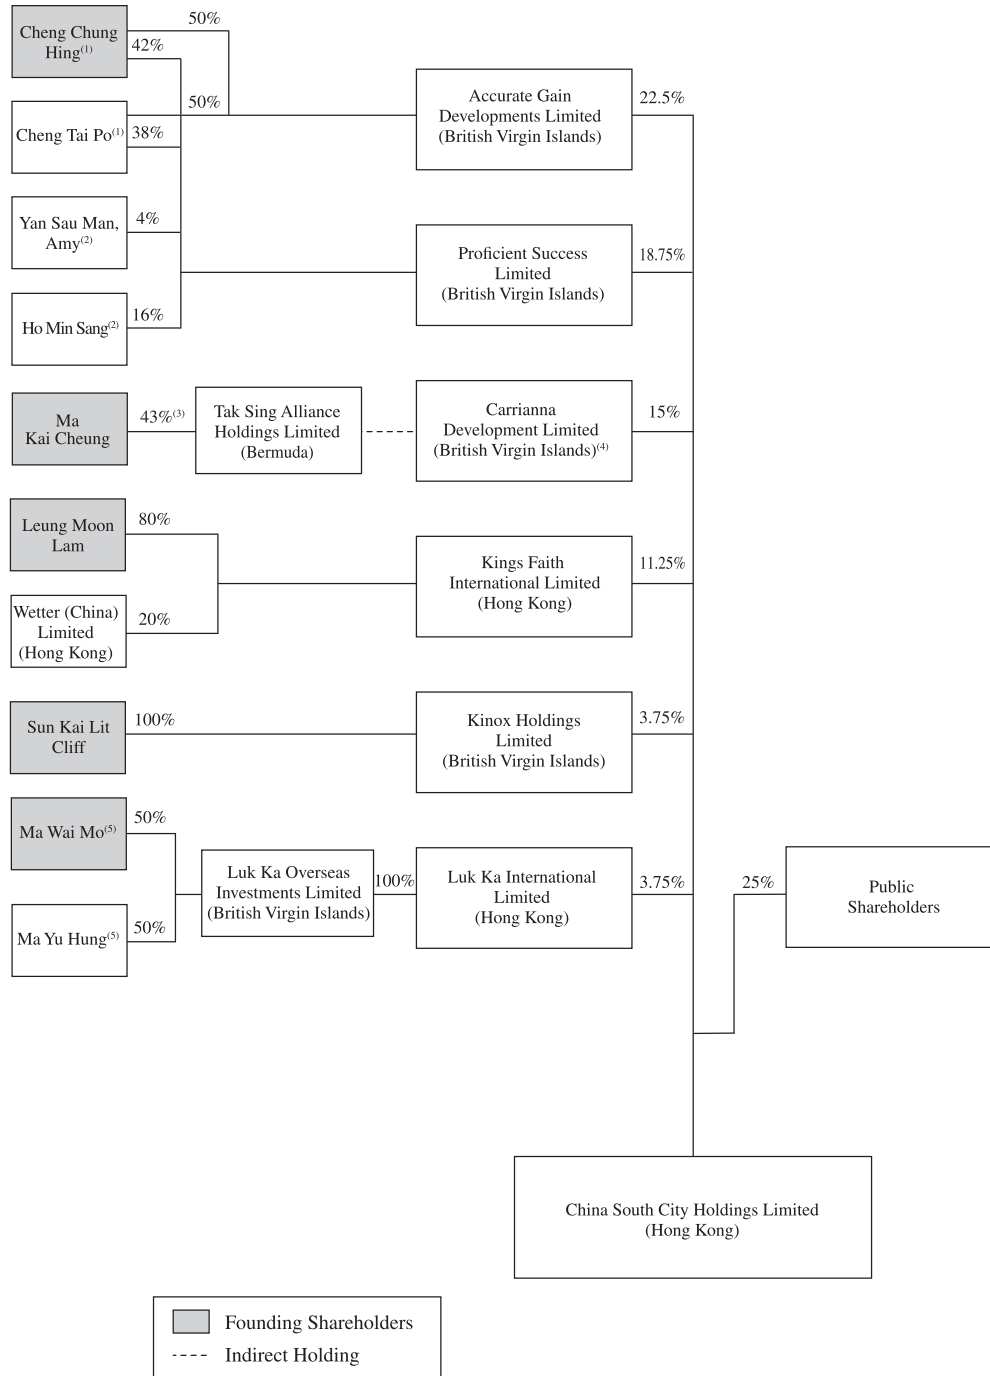 Cheng Chung
Hing(1)
50%
42%
50%
Cheng Tai Po(1)
38%
Accurate Gain
Developments Limited
(British Virgin Islands)
22.5%
Yan Sau Man,
Amy(2)
4%
Proficient Success
Limited
(British Virgin Islands)
18.75%
Ho Min Sang(2)
16%
Ma
Kai Cheung
43%(3)
Tak Sing Alliance
Holdings Limited
(Bermuda)
Carrianna
Development Limited
(British Virgin Islands)(4)
15%
Leung Moon
Lam
80%
Kings Faith
International Limited
(Hong Kong)
11.25%
Wetter (China)
Limited
(Hong Kong)
20%
Sun Kai Lit
Cliff
100%
Kinox Holdings
Limited
(British Virgin Islands)
3.75%
Ma Wai Mo(5)
50%
Luk Ka Overseas
Investments Limited
(British Virgin Islands)
100%
Luk Ka International
Limited
(Hong Kong)
3.75%
25%
Public
Shareholders
Ma Yu Hung(5)
50%
China South City Holdings Limited
(Hong Kong)
Founding Shareholders
Indirect Holding